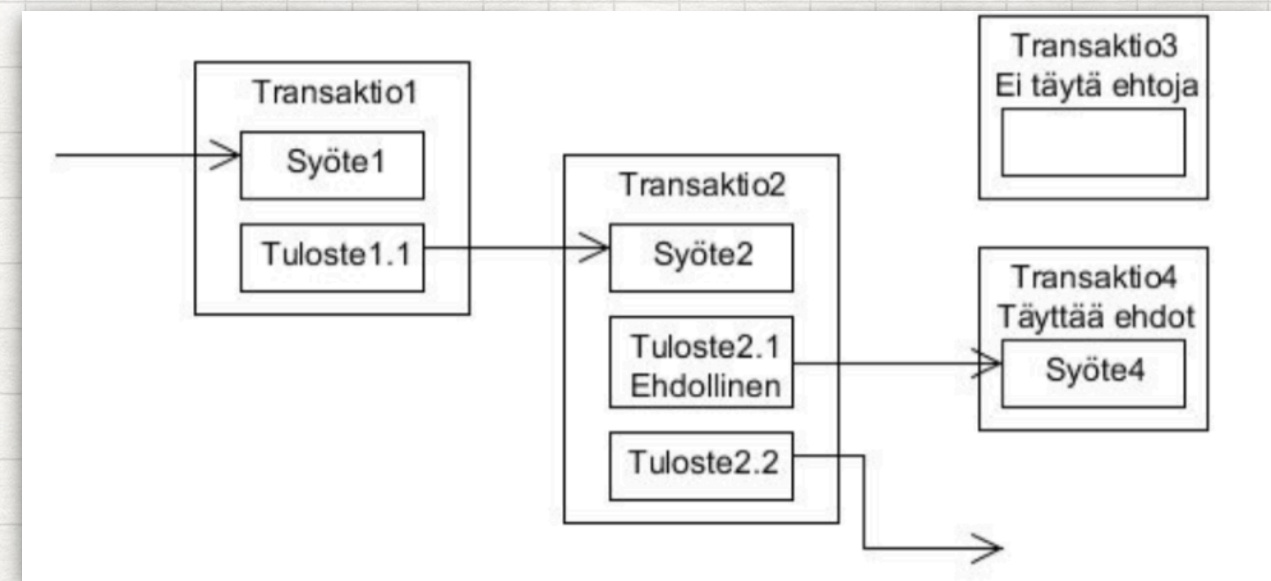 Transaktio1
Syöte1
Tuloste1.1
Transaktio2
Syöte2
Tuloste2.1
Ehdollinen
Tuloste2.2
Transaktio3
Ei täytä ehtoja
Transaktio4
Täyttää ehdot
Syöte4